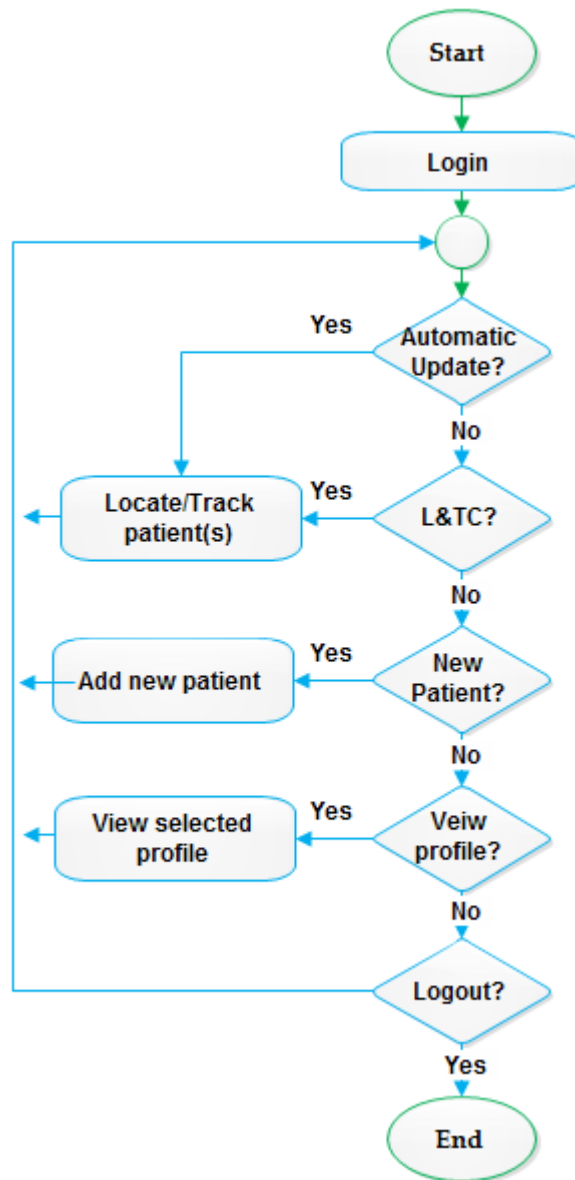 Start
Login
Yes
Automatic
Update?
No
Locate/Track
patient(s)
Yes
L&TC?
No
Add new patient
Yes
New
Patient?
No
View selected
profile
Yes
Veiw
profile?
No
Logout?
Yes
End